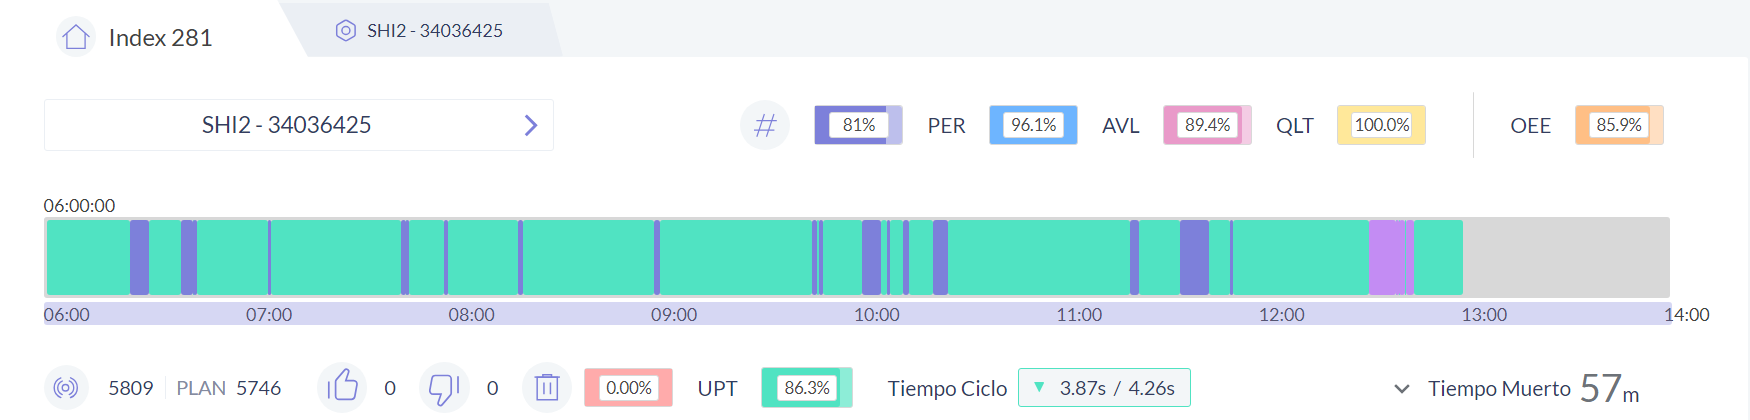 Index 281
SHI2 - 34036425
SHI2 - 34036425
81% PER 96.1% AVL 89.4% QLT 100.0% OEE 85.9%
06:00:00
06:00 07:00 08:00 09:00 10:00 11:00 12:00 13:00 14:00
5809 PLAN 5746 0 0 0.00% UPT 86.3% Tiempo Ciclo 3.87s / 4.26s Tiempo Muerto 57m